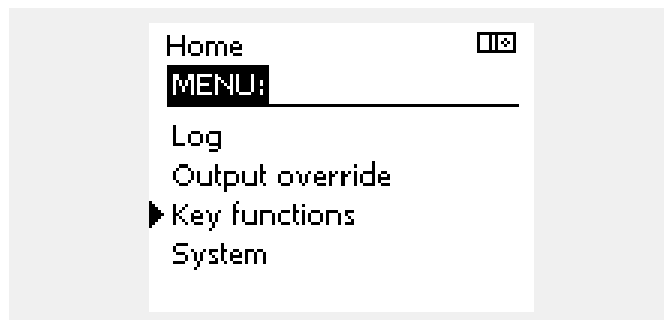 Home
MENU:
Log
Output override
Key functions
System